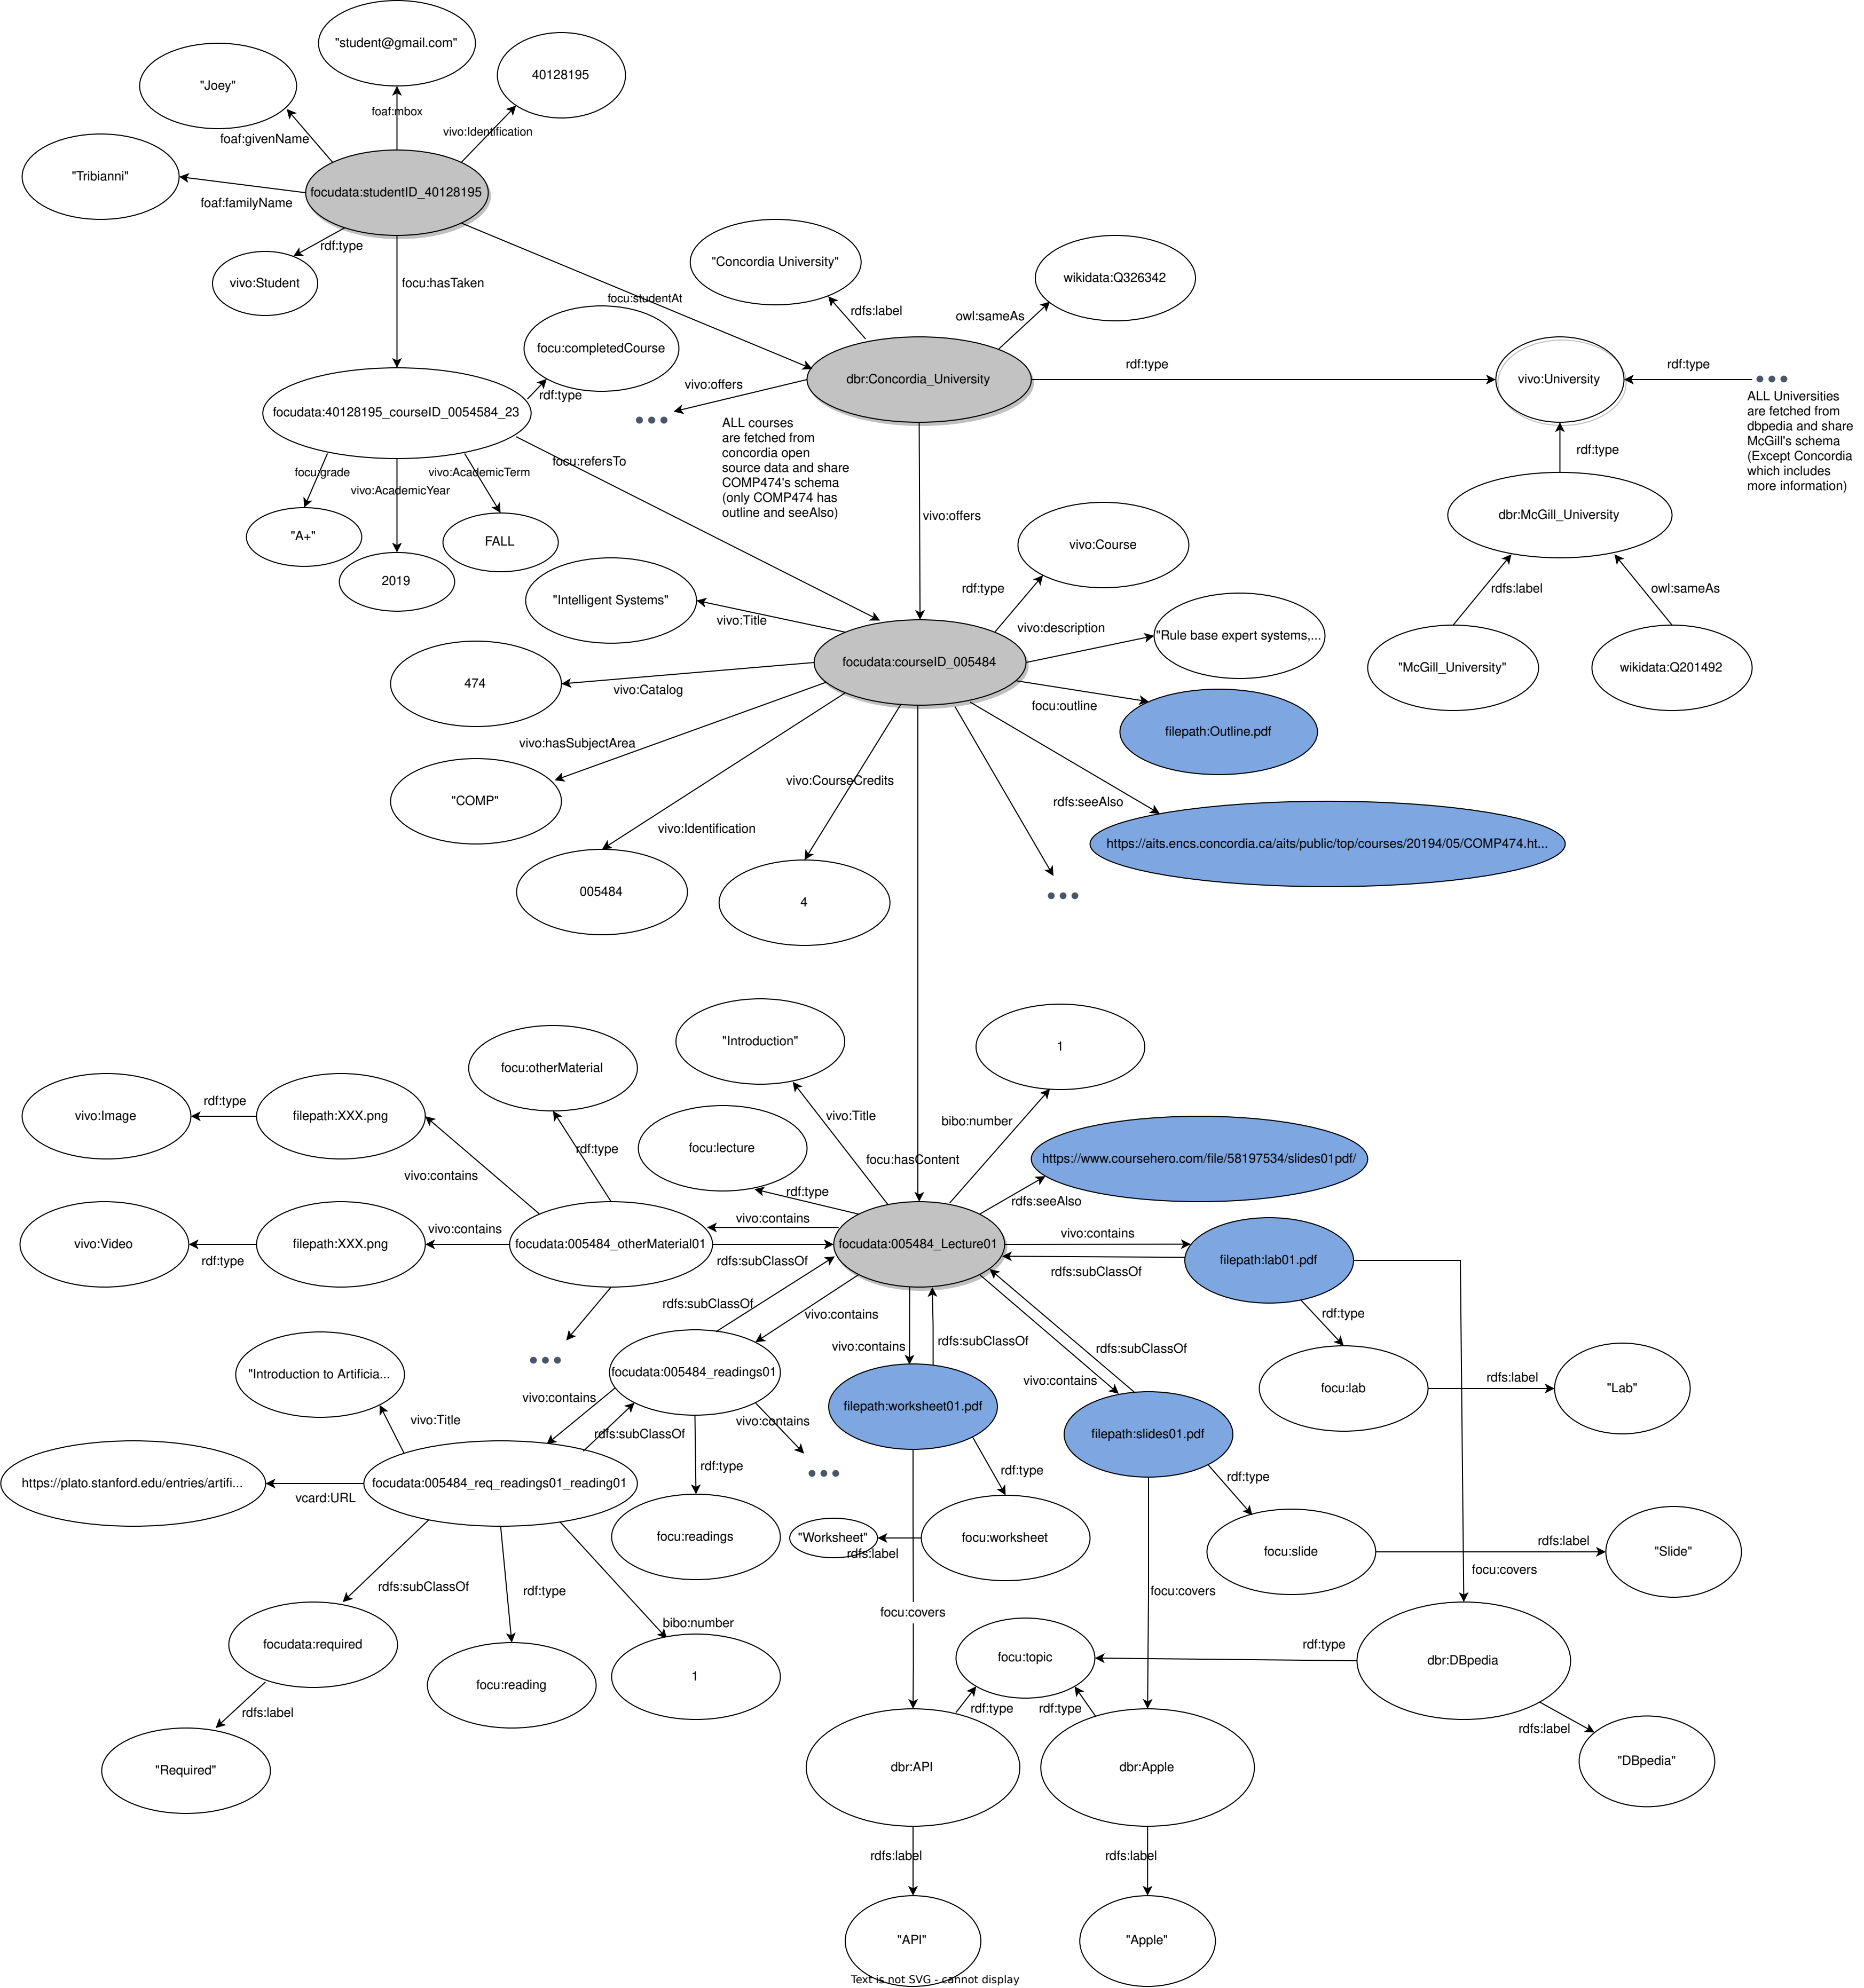 "student@gmail.com"
40128195
"Joey"
foaf:mbox
vivo:Identification
foaf:givenName
"Tribianni"
focudata:studentID_40128195
foaf:familyName
rdf:type
vivo:Student
focu:hasTaken
focu:studentAt
"Concordia University"
wikidata:Q326342
rdfs:label
owl:sameAs
focu:completedCourse
rdf:type
vivo:offers
dbr:Concordia_University
rdf:type
vivo:University
rdf:type
focudata:40128195_courseID_0054584_23
ALL courses
are fetched from
concordia open
source data and share
COMP474's schema
(only COMP474 has
outline and seeAlso)
ALL Universities
are fetched from
dbpedia and share
McGill's schema
(Except Concordia
which includes
more information)
rdf:type
focu:refersTo
focu:grade
vivo:AcademicYear
vivo:AcademicTerm
"A+"
2019
FALL
vivo:offers
dbr:McGill_University
vivo:Course
rdf:type
rdfs:label
owl:sameAs
"McGill_University"
wikidata:Q201492
"Intelligent Systems"
vivo:Title
vivo:description
"Rule base expert systems,...
focudata:courseID_005484
474
vivo:Catalog
focu:outline
filepath:Outline.pdf
vivo:hasSubjectArea
"COMP"
vivo:CourseCredits
rdfs:seeAlso
vivo:Identification
https://aits.encs.concordia.ca/aits/public/top/courses/20194/05/COMP474.ht...
005484
4
"Introduction"
1
focu:otherMaterial
vivo:Image
rdf:type
filepath:XXX.png
vivo:Title
bibo:number
rdf:type
focu:lecture
focu:hasContent
https://www.coursehero.com/file/58197534/slides01pdf/
vivo:contains
rdf:type
rdfs:seeAlso
vivo:Video
rdf:type
filepath:XXX.png
vivo:contains
focudata:005484_otherMaterial01
vivo:contains
rdfs:subClassOf
focudata:005484_Lecture01
vivo:contains
rdfs:subClassOf
filepath:lab01.pdf
rdf:type
rdfs:subClassOf
vivo:contains
vivo:contains
rdfs:subClassOf
rdfs:subClassOf
vivo:contains
focu:lab
rdfs:label
"Lab"
"Introduction to Artificia...
focudata:005484_readings01
vivo:contains
rdfs:subClassOf
vivo:contains
filepath:worksheet01.pdf
filepath:slides01.pdf
vivo:Title
https://plato.stanford.edu/entries/artifi...
vcard:URL
focudata:005484_req_readings01_reading01
rdf:type
rdf:type
rdf:type
focu:readings
"Worksheet"
rdfs:label
focu:worksheet
focu:slide
rdfs:label
"Slide"
rdfs:subClassOf
rdf:type
bibo:number
focu:covers
focu:covers
focu:covers
focudata:required
focu:reading
1
focu:topic
rdf:type
dbr:DBpedia
rdfs:label
"Required"
rdf:type
rdf:type
rdfs:label
"DBpedia"
dbr:API
dbr:Apple
rdfs:label
rdfs:label
"API"
"Apple"
Text is not SVG - cannot display